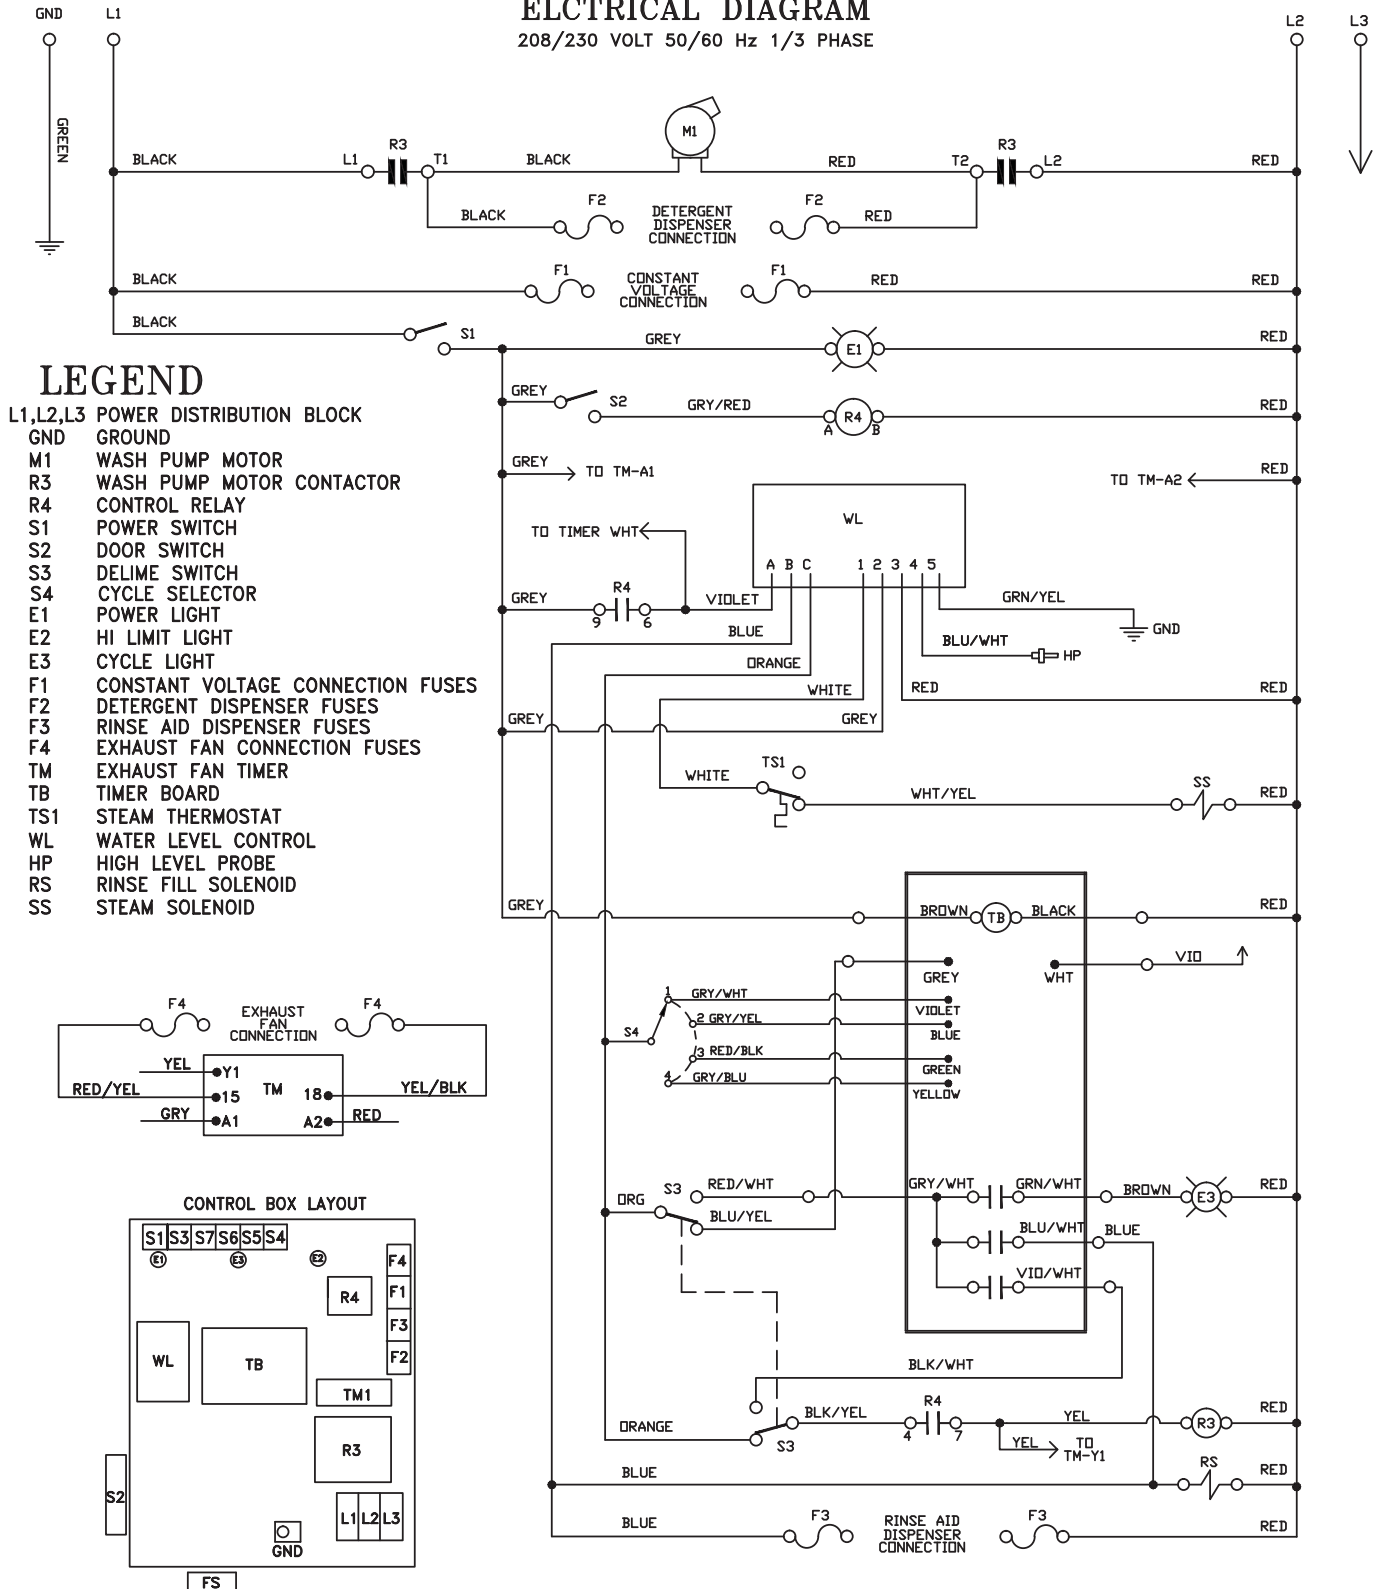 ELCTRICAL DIAGRAM
208/230 VOLT 50/60 Hz 1/3 PHASE
GND L1 L2 L3
GREEN
BLACK L1 R3 T1 BLACK M1 RED T2 R3 L2 RED
BLACK F2 DETERGENT DISPENSER CONNECTION F2 RED
BLACK F1 CONSTANT VOLTAGE CONNECTION F1 RED RED
BLACK S1 GREY E1 RED
GREY S2 GRY/RED A R4 B RED
GREY TO TM-A1 TO TM-A2 RED
LEGEND
L1,L2,L3 POWER DISTRIBUTION BLOCK
GND GROUND
M1 WASH PUMP MOTOR
R3 WASH PUMP MOTOR CONTACTOR
R4 CONTROL RELAY
S1 POWER SWITCH
S2 DOOR SWITCH
S3 DELIME SWITCH
S4 CYCLE SELECTOR
E1 POWER LIGHT
E2 HI LIMIT LIGHT
E3 CYCLE LIGHT
F1 CONSTANT VOLTAGE CONNECTION FUSES
F2 DETERGENT DISPENSER FUSES
F3 RINSE AID DISPENSER FUSES
F4 EXHAUST FAN CONNECTION FUSES
TM EXHAUST FAN TIMER
TB TIMER BOARD
TS1 STEAM THERMOSTAT
WL WATER LEVEL CONTROL
HP HIGH LEVEL PROBE
RS RINSE FILL SOLENOID
SS STEAM SOLENOID
WL
TO TIMER WHT
A B C 1 2 3 4 5
GREY 9 R4 6 VIOLET GRN/YEL
GND
BLUE BLU/WHT HP
ORANGE
WHITE RED RED
GREY GREY
WHITE TS1 WHT/YEL SS RED
GREY BROWN TB BLACK RED
GREY WHT VIO
1 GRY/WHT VIOLET
S4 2 GRY/YEL BLUE
3 RED/BLK GREEN
4 GRY/BLU YELLOW
F4 EXHAUST FAN CONNECTION F4
YEL Y1 TM
RED/YEL 15 18 YEL/BLK
GRY A1 A2 RED
ORG S3 RED/WHT GRY/WHT GRN/WHT BROWN E3 RED
BLU/YEL BLU/WHT BLUE
VIO/WHT
BLK/WHT
ORANGE S3 BLK/YEL 4 R4 7 YEL R3 RED
YEL TO TM-Y1
BLUE RS RED
BLUE F3 RINSE AID DISPENSER CONNECTION F3 RED
CONTROL BOX LAYOUT
S1 S3 S7 S6 S5 S4
E1 E3 E2
F4
R4 F1
F3
WL TB F2
TM1
R3
S2
L1 L2 L3
GND
FS